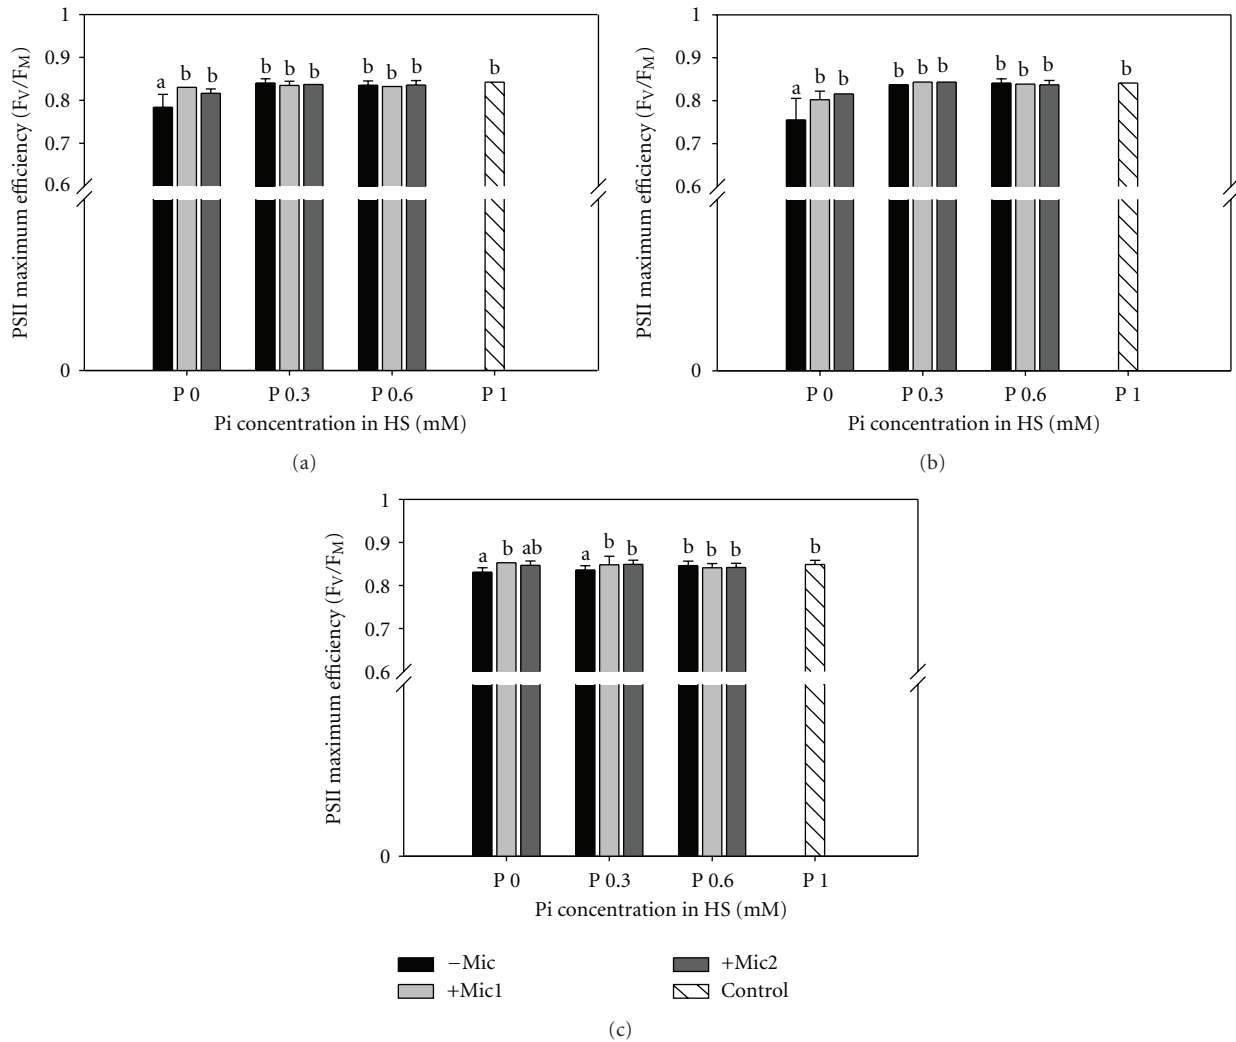 1
0.9
0.8
0.7
0.6
0
PSII maximum efficiency (FV/FM)
a b b b b b b b b b
P 0 P 0.3 P 0.6 P 1
Pi concentration in HS (mM)
(a)
1
0.9
0.8
0.7
0.6
0
PSII maximum efficiency (FV/FM)
a b b b b b b b b b
P 0 P 0.3 P 0.6 P 1
Pi concentration in HS (mM)
(b)
1
0.9
0.8
0.7
0.6
0
PSII maximum efficiency (FV/FM)
a b ab a b b b b b b
P 0 P 0.3 P 0.6 P 1
Pi concentration in HS (mM)
−Mic +Mic2
+Mic1 Control
(c)